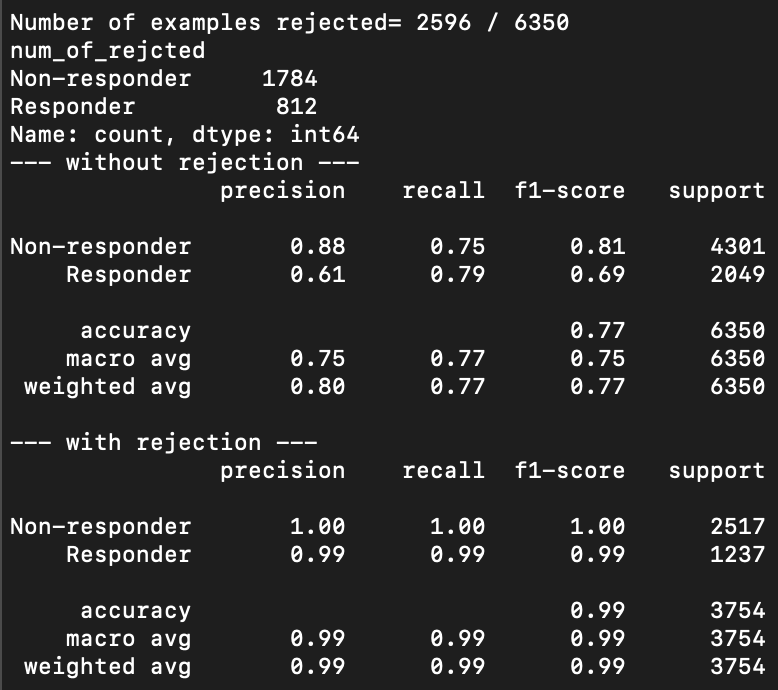 Number of examples rejected= 2596 / 6350
num_of_rejcted
Non-responder     1784
Responder          812
Name: count, dtype: int64
--- without rejection ---
               precision    recall  f1-score   support

Non-responder       0.88      0.75      0.81      4301
    Responder       0.61      0.79      0.69      2049

     accuracy                           0.77      6350
    macro avg       0.75      0.77      0.75      6350
 weighted avg       0.80      0.77      0.77      6350

--- with rejection ---
               precision    recall  f1-score   support

Non-responder       1.00      1.00      1.00      2517
    Responder       0.99      0.99      0.99      1237

     accuracy                           0.99      3754
    macro avg       0.99      0.99      0.99      3754
 weighted avg       0.99      0.99      0.99      3754